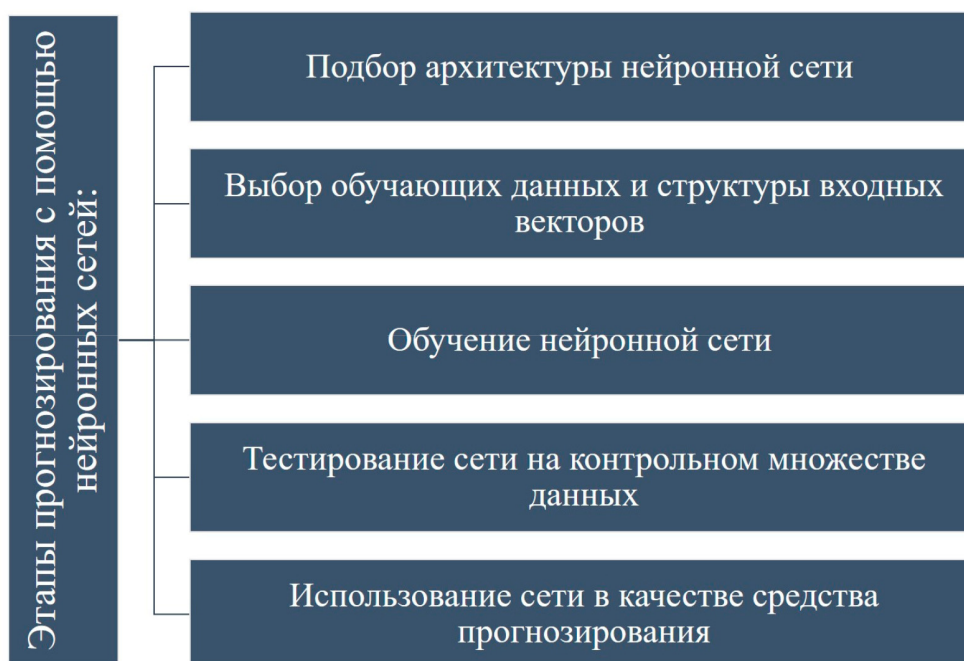 Этапы прогнозирования с помощью
нейронных сетей:
Подбор архитектуры нейронной сети
Выбор обучающих данных и структуры входных
векторов
Обучение нейронной сети
Тестирование сети на контрольном множестве
данных
Использование сети в качестве средства
прогнозирования